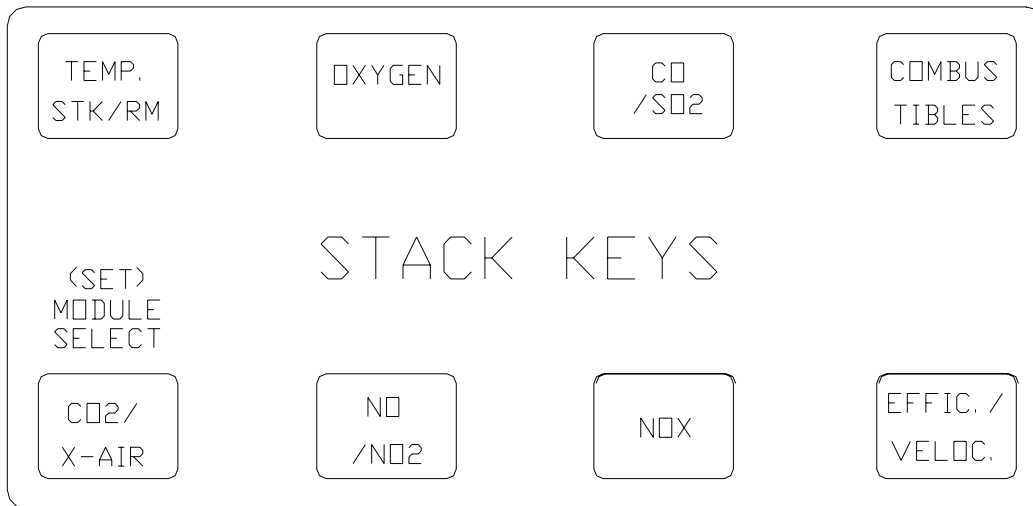 TEMP.
STK/RM
OXYGEN
CO
/SO2
COMBUS
TIBLES
STACK KEYS
(SET)
MODULE
SELECT
CO2/
X-AIR
NO
/NO2
NOX
EFFIC. /
VELOC.